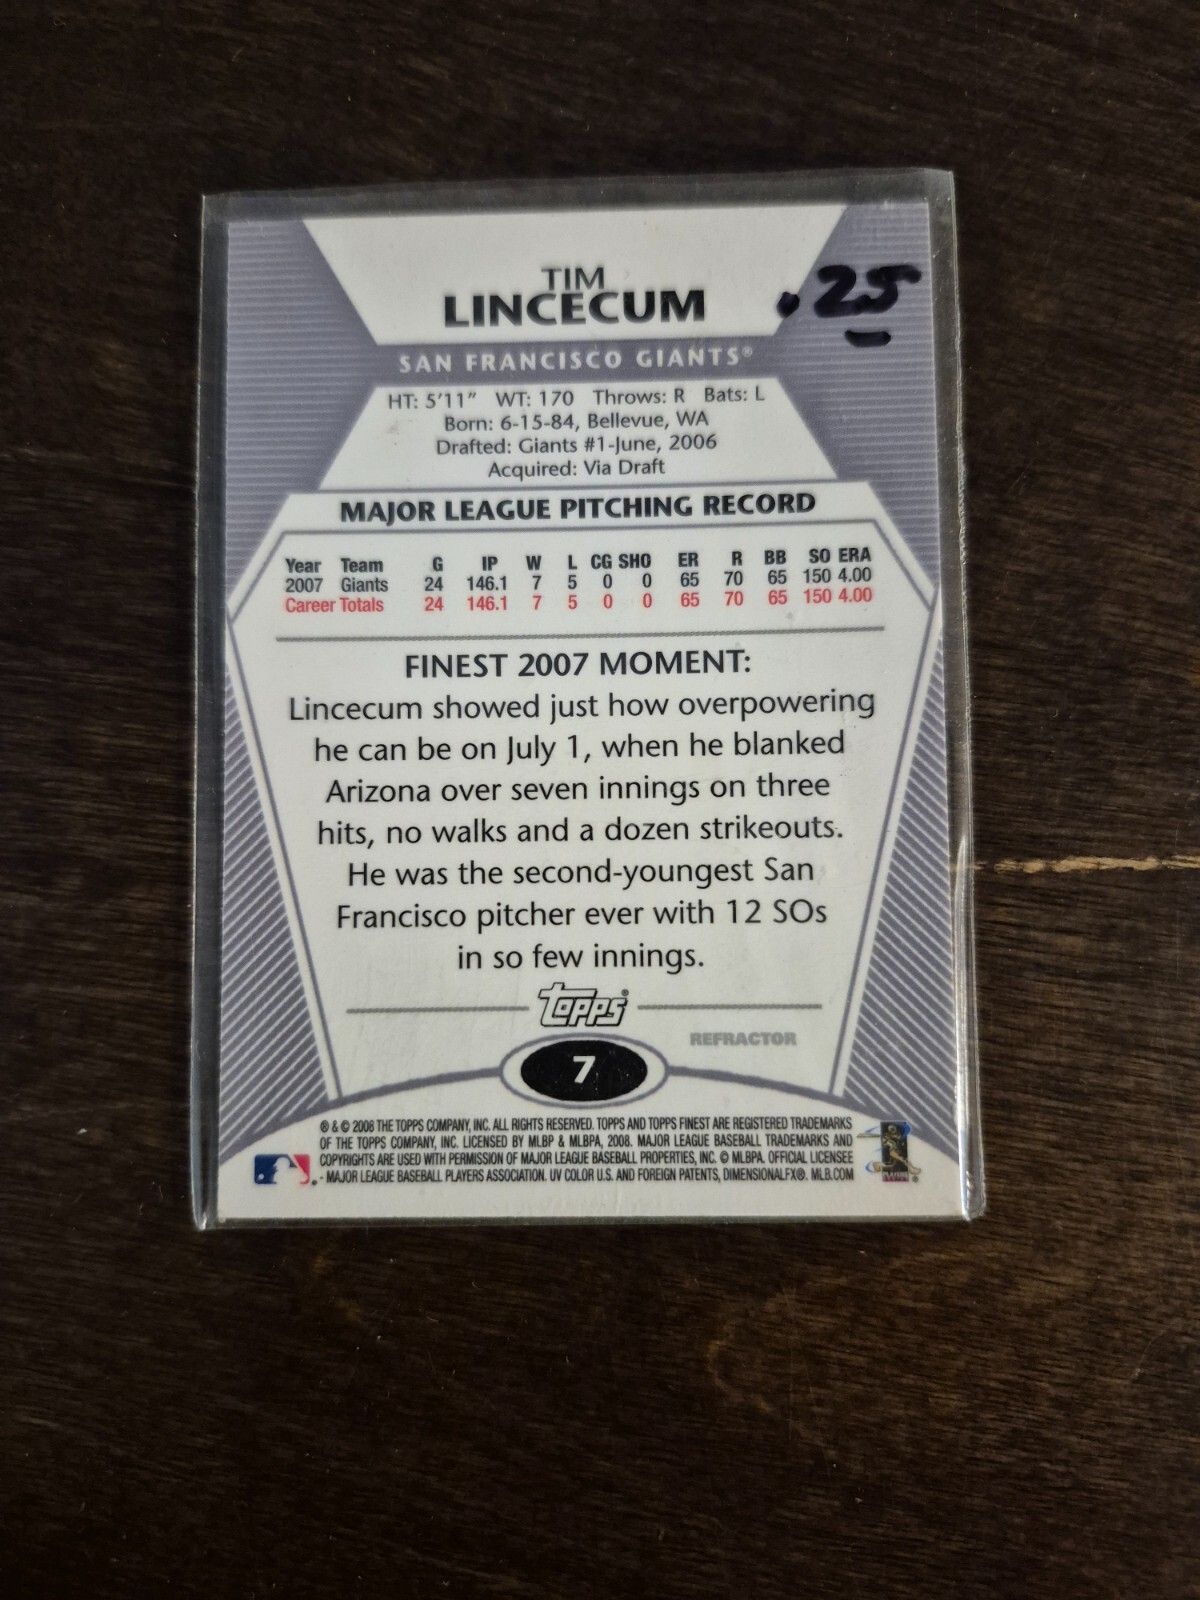 TIM
LINCECUM
.25
SAN FRANCISCO GIANTS®
HT: 5'11" WT: 170 Throws: R Bats: L
Born: 6-15-84, Bellevue, WA
Drafted: Giants #1-June, 2006
Acquired: Via Draft
MAJOR LEAGUE PITCHING RECORD
Year Team G IP W L CG SHO ER R BB SO ERA
2007 Giants 24 146.1 7 5 0 0 65 70 65 150 4.00
Career Totals 24 146.1 7 5 0 0 65 70 65 150 4.00
FINEST 2007 MOMENT:
Lincecum showed just how overpowering
he can be on July 1, when he blanked
Arizona over seven innings on three
hits, no walks and a dozen strikeouts.
He was the second-youngest San
Francisco pitcher ever with 12 SOs
in so few innings.
Topps®
REFRACTOR
7
® & © 2008 THE TOPPS COMPANY, INC. ALL RIGHTS RESERVED. TOPPS AND TOPPS FINEST ARE REGISTERED TRADEMARKS
OF THE TOPPS COMPANY, INC. LICENSED BY MLBP & MLBPA, 2008. MAJOR LEAGUE BASEBALL TRADEMARKS AND
COPYRIGHTS ARE USED WITH PERMISSION OF MAJOR LEAGUE BASEBALL PROPERTIES, INC. © MLBPA. OFFICIAL LICENSEE
- MAJOR LEAGUE BASEBALL PLAYERS ASSOCIATION. UV COLOR U.S. AND FOREIGN PATENTS, DIMENSIONALFX®. MLB.COM